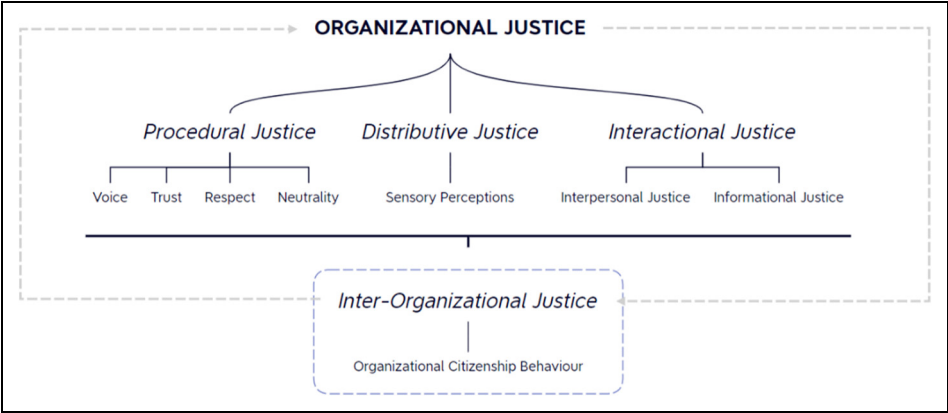 ORGANIZATIONAL JUSTICE
Procedural Justice
Distributive Justice
Interactional Justice
Voice
Trust
Respect
Neutrality
Sensory Perceptions
Interpersonal Justice
Informational Justice
Inter-Organizational Justice
Organizational Citizenship Behaviour